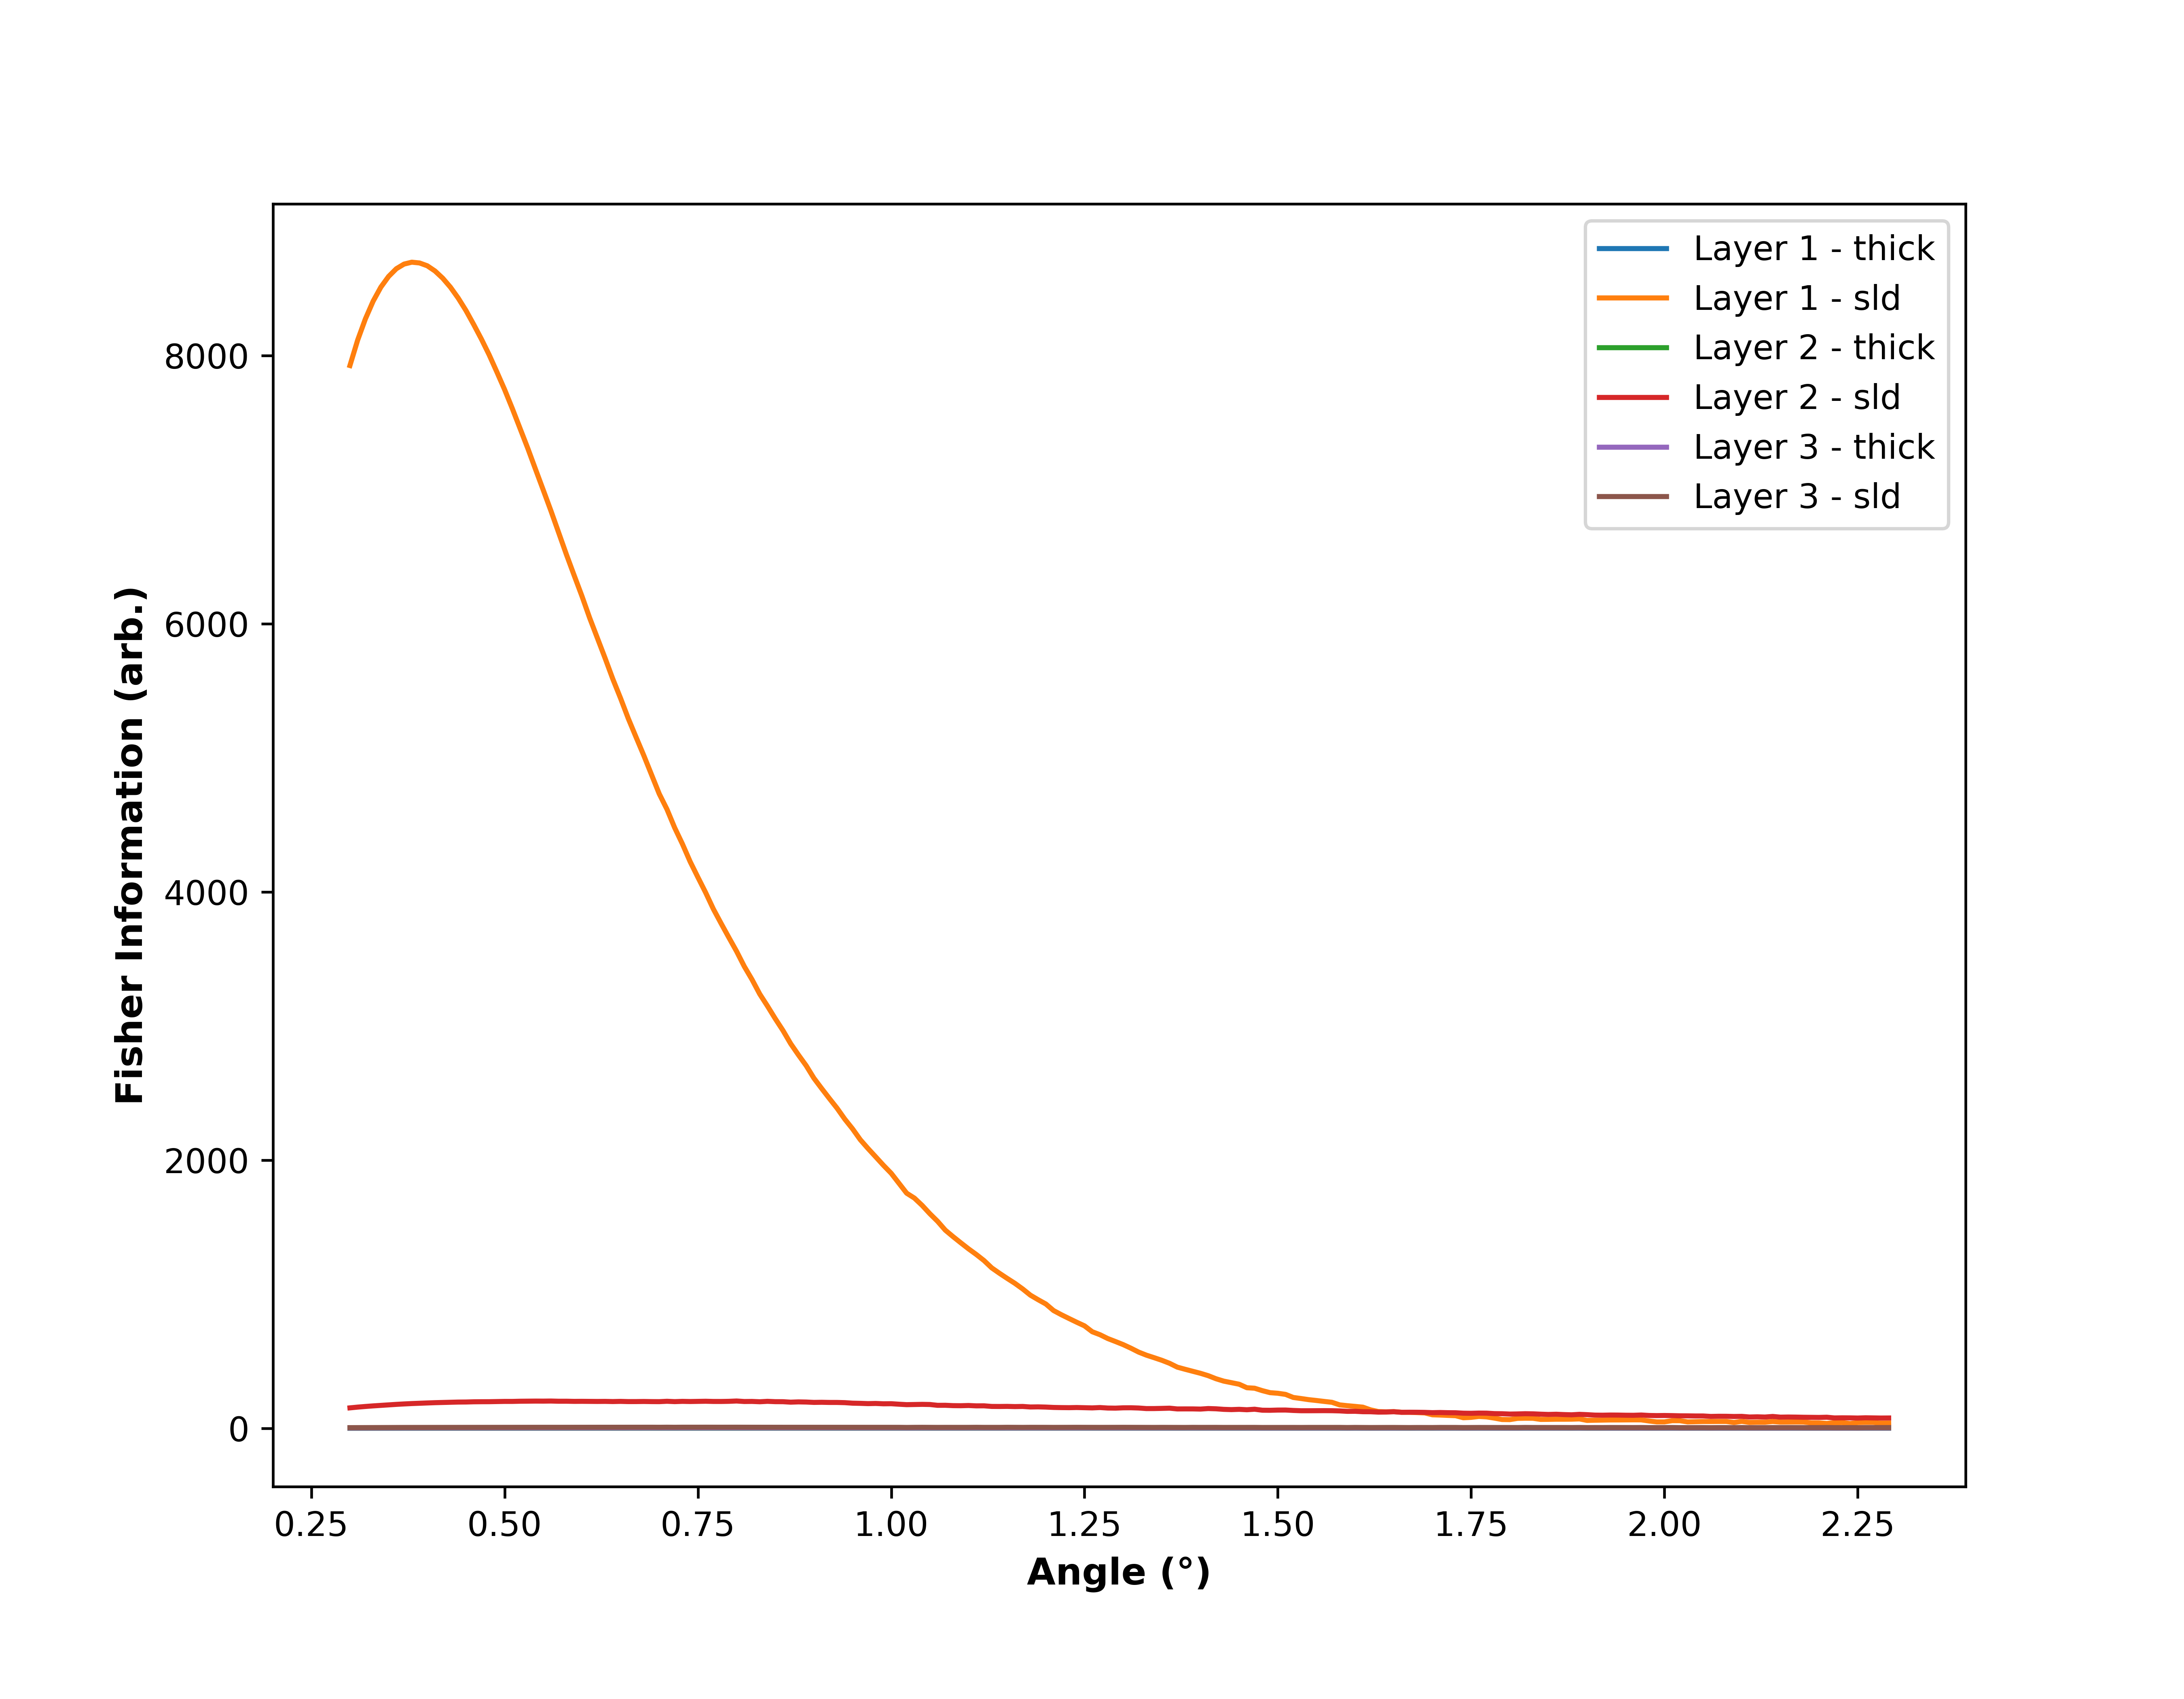 Layer 1 - thick
Layer 1 - sld
Layer 2 - thick
Layer 2 - sld
Layer 3 - thick
Layer 3 - sld
Fisher Information (arb.)
8000
6000
4000
2000
0
0.25 0.50 0.75 1.00 1.25 1.50 1.75 2.00 2.25
Angle (°)